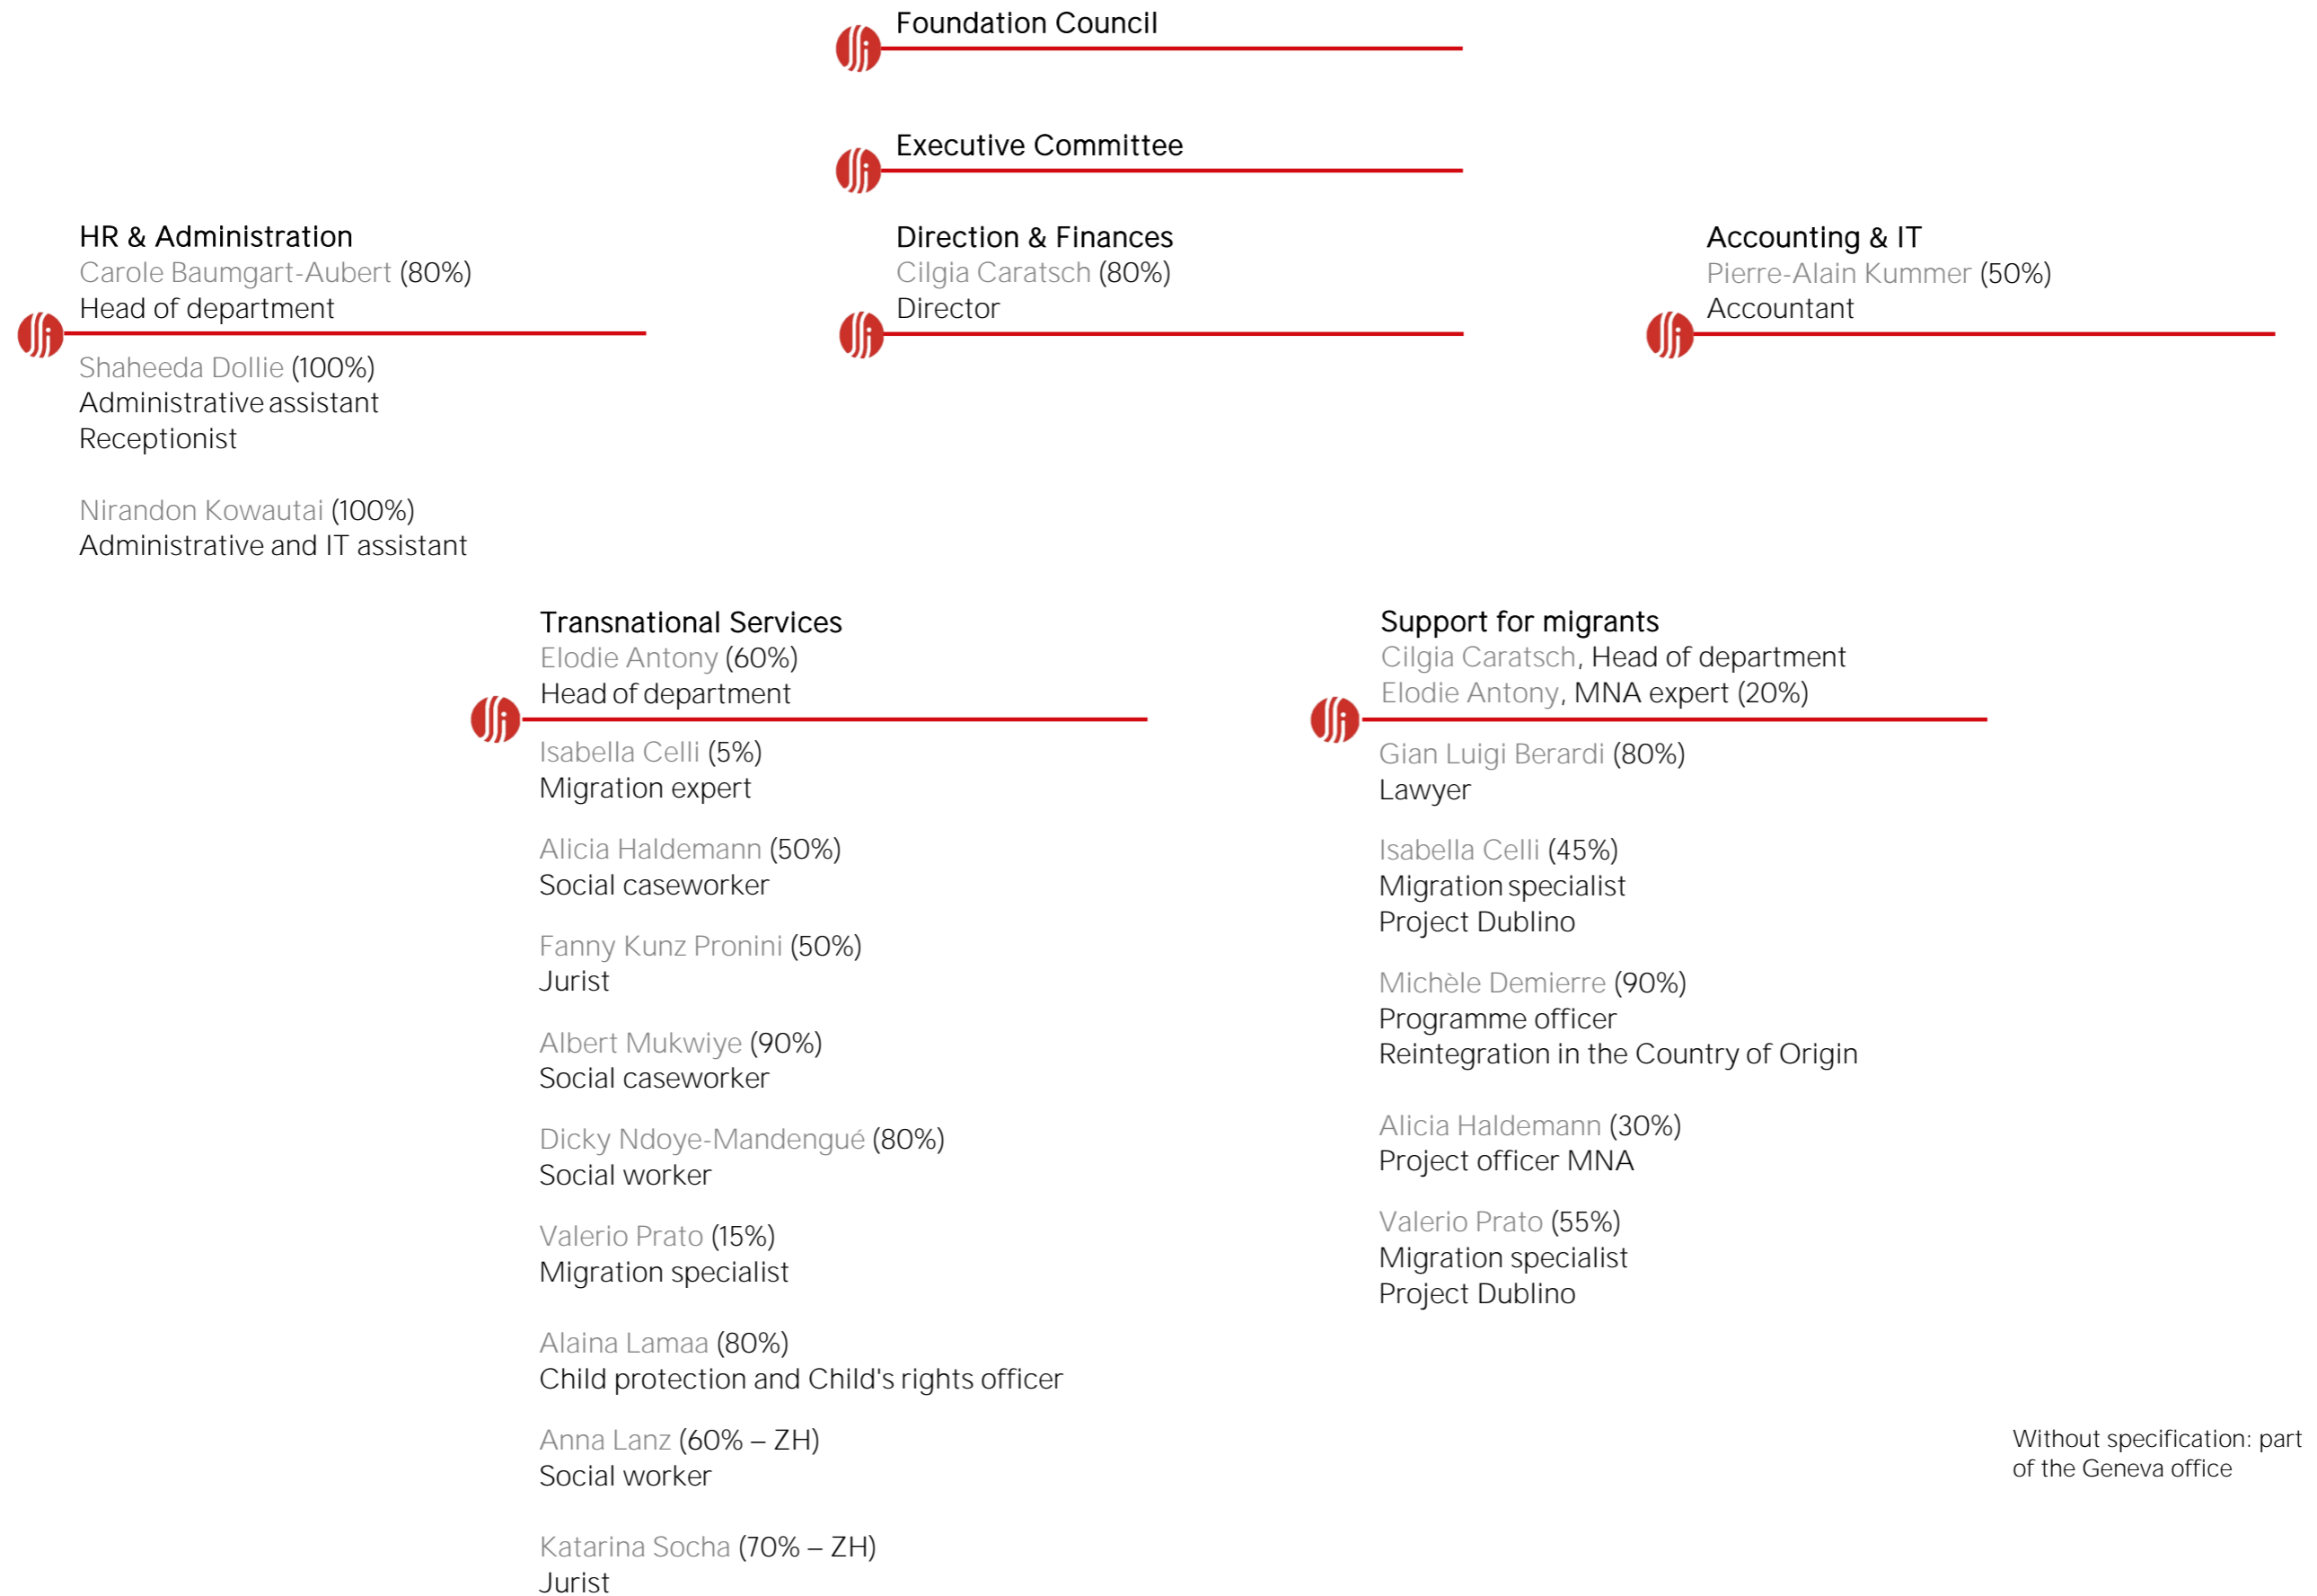 Foundation Council
Executive Committee
HR & Administration
Carole Baumgart-Aubert (80%)
Head of department
Shaheeda Dollie (100%)
Administrative assistant
Receptionist
Nirandon Kowautai (100%)
Administrative and IT assistant
Direction & Finances
Cilgia Caratsch (80%)
Director
Accounting & IT
Pierre-Alain Kummer (50%)
Accountant
Transnational Services
Elodie Antony (60%)
Head of department
Isabella Celli (5%)
Migration expert
Alicia Haldemann (50%)
Social caseworker
Fanny Kunz Pronini (50%)
Jurist
Albert Mukwiye (90%)
Social caseworker
Dicky Ndoye-Mandengué (80%)
Social worker
Valerio Prato (15%)
Migration specialist
Alaina Lamaa (80%)
Child protection and Child's rights officer
Anna Lanz (60% – ZH)
Social worker
Katarina Socha (70% – ZH)
Jurist
Support for migrants
Cilgia Caratsch, Head of department
Elodie Antony, MNA expert (20%)
Gian Luigi Berardi (80%)
Lawyer
Isabella Celli (45%)
Migration specialist
Project Dublino
Michèle Demierre (90%)
Programme officer
Reintegration in the Country of Origin
Alicia Haldemann (30%)
Project officer MNA
Valerio Prato (55%)
Migration specialist
Project Dublino
Without specification: part
of the Geneva office